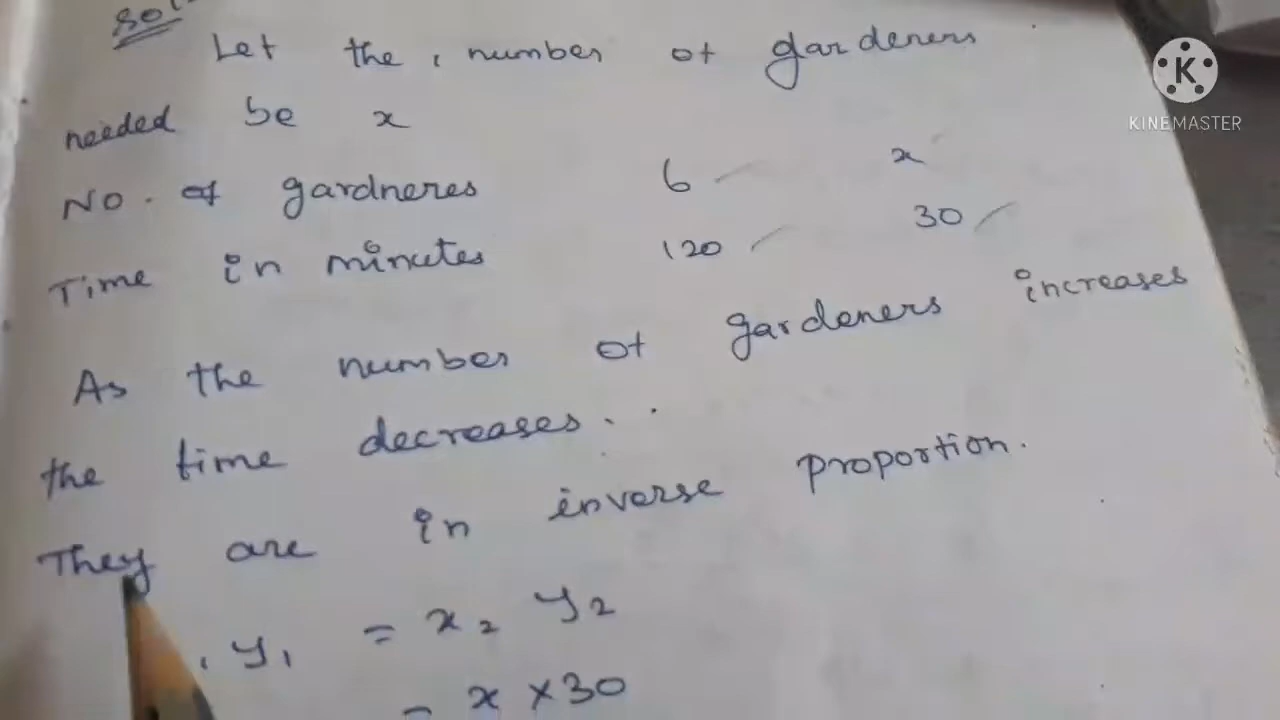 so
Let the number of gardeners
needed be x
No. of gardneres 6 x
Time in minutes 120 30
As the number of gardeners increases
the time decreases.
They are in inverse proportion.
y₁ = x₂ y₂
= x × 30
K
KINEMASTER